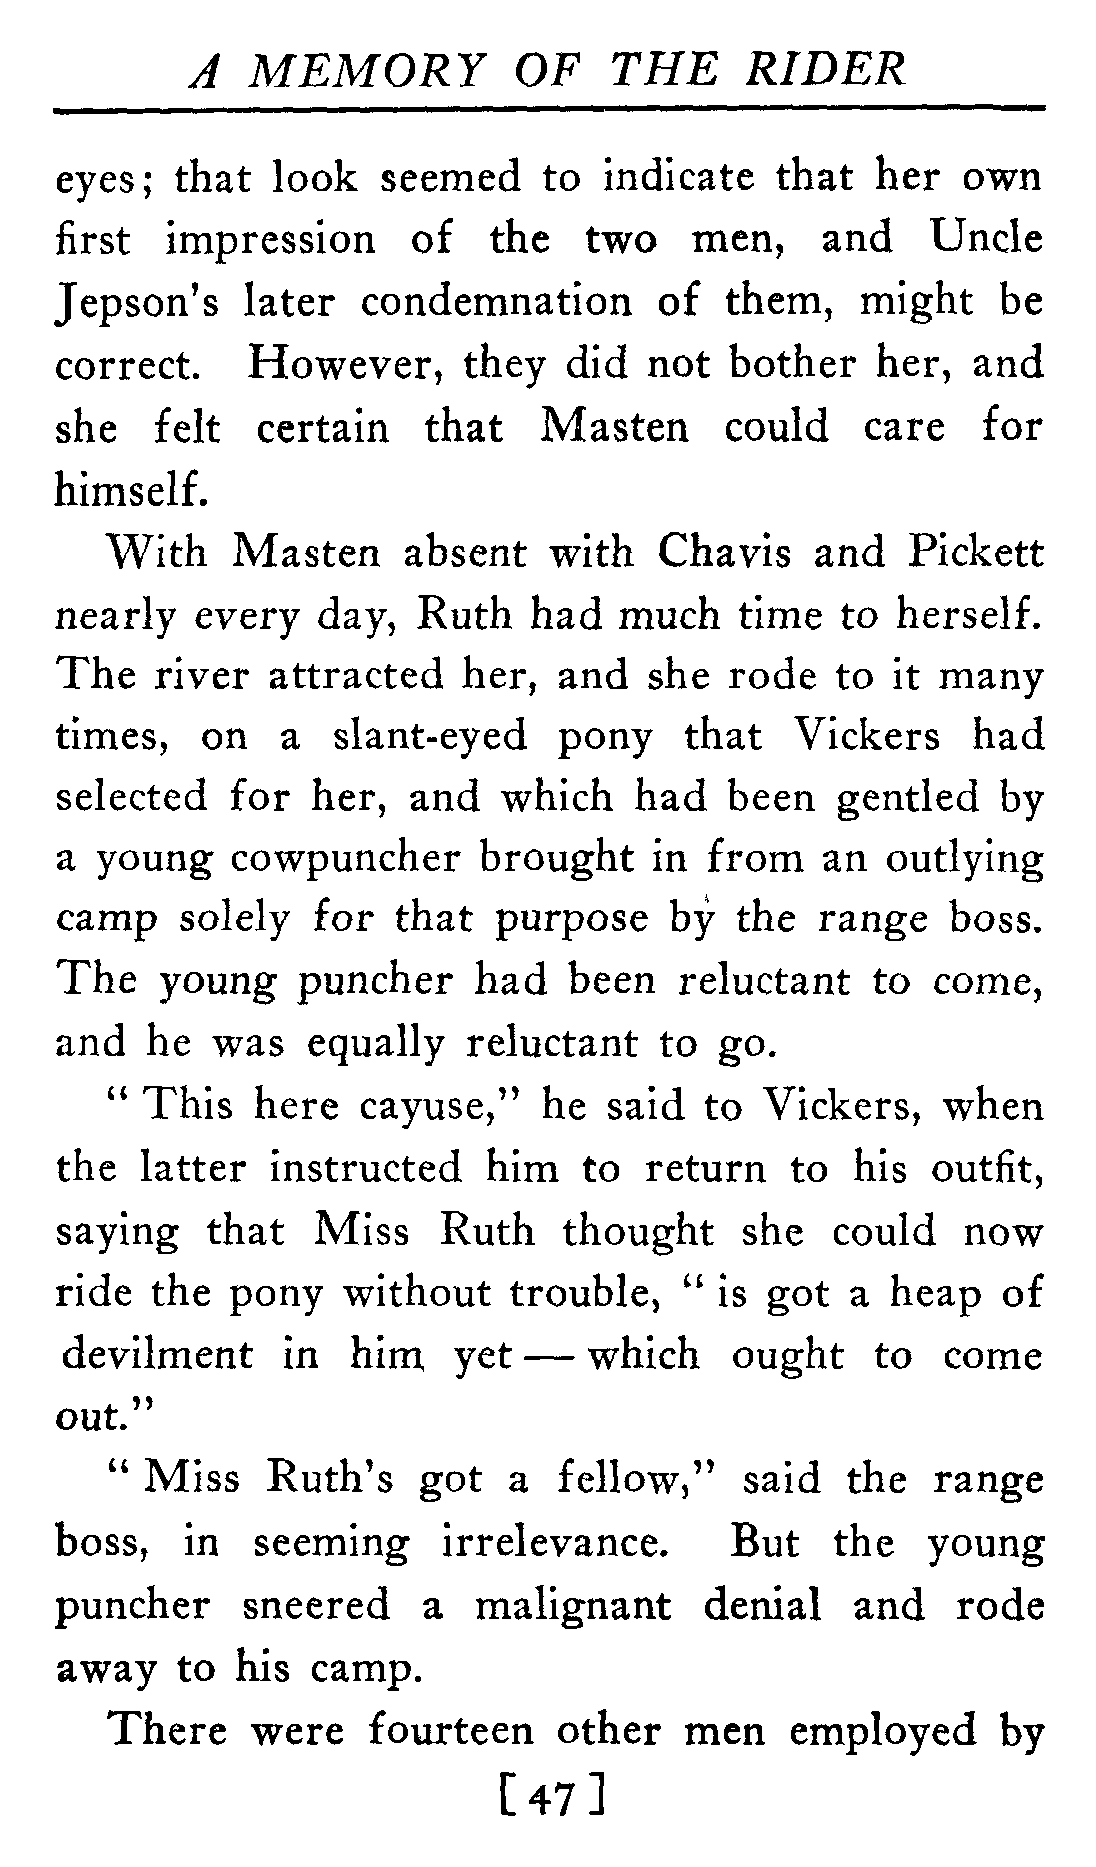 A MEMORY OF THE RIDER
eyes; that look seemed to indicate that her own
first impression of the two men, and Uncle
Jepson's later condemnation of them, might be
correct. However, they did not bother her, and
she felt certain that Masten could care for
himself.
With Masten absent with Chavis and Pickett
nearly every day, Ruth had much time to herself.
The river attracted her, and she rode to it many
times, on a slant-eyed pony that Vickers had
selected for her, and which had been gentled by
a young cowpuncher brought in from an outlying
camp solely for that purpose by the range boss.
The young puncher had been reluctant to come,
and he was equally reluctant to go.
" This here cayuse," he said to Vickers, when
the latter instructed him to return to his outfit,
saying that Miss Ruth thought she could now
ride the pony without trouble, " is got a heap of
devilment in him yet — which ought to come
out."
" Miss Ruth's got a fellow," said the range
boss, in seeming irrelevance. But the young
puncher sneered a malignant denial and rode
away to his camp.
There were fourteen other men employed by
[ 47 ]